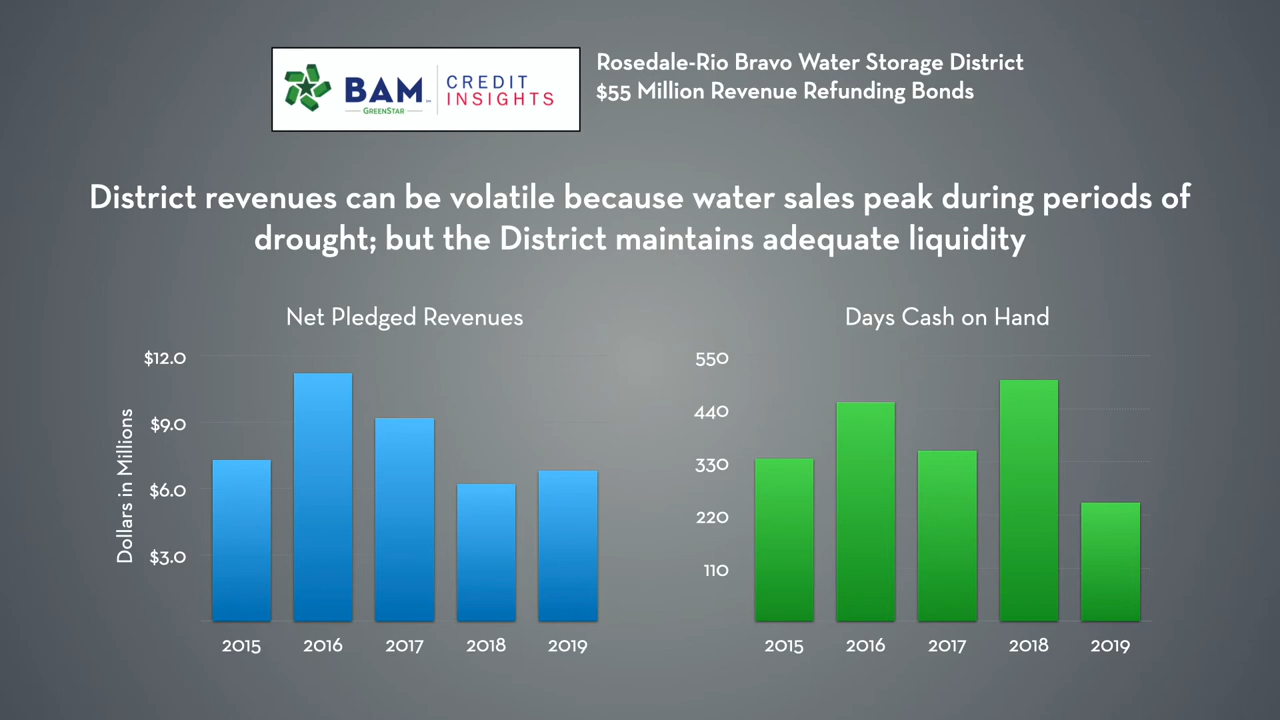 BAM SM
GREENSTAR
CREDIT
INSIGHTS
Rosedale-Rio Bravo Water Storage District
$55 Million Revenue Refunding Bonds
District revenues can be volatile because water sales peak during periods of
drought; but the District maintains adequate liquidity
Net Pledged Revenues
Dollars in Millions
$12.0
$9.0
$6.0
$3.0
2015 2016 2017 2018 2019
Days Cash on Hand
550
440
330
220
110
2015 2016 2017 2018 2019